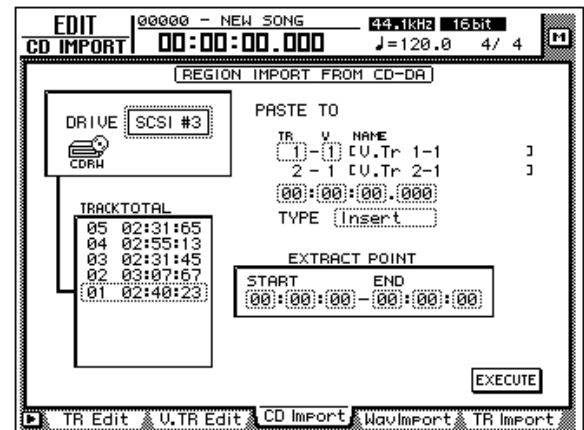 EDIT
CD IMPORT
00000 - NEW SONG
00:00:00.000
44.1kHz 16bit
♩=120.0 4/ 4
M
REGION IMPORT FROM CD-DA
DRIVE SCSI #3
CDRW
PASTE TO
TR V NAME
1 - 1 [V.Tr 1-1 ]
2 - 1 [V.Tr 2-1 ]
00:00:00.000
TYPE Insert
TRACK TOTAL
05 02:31:65
04 02:55:13
03 02:31:45
02 03:07:67
01 02:40:23
EXTRACT POINT
START END
00:00:00-00:00:00
EXECUTE
TR Edit V.TR Edit CD Import WavImport TR Import